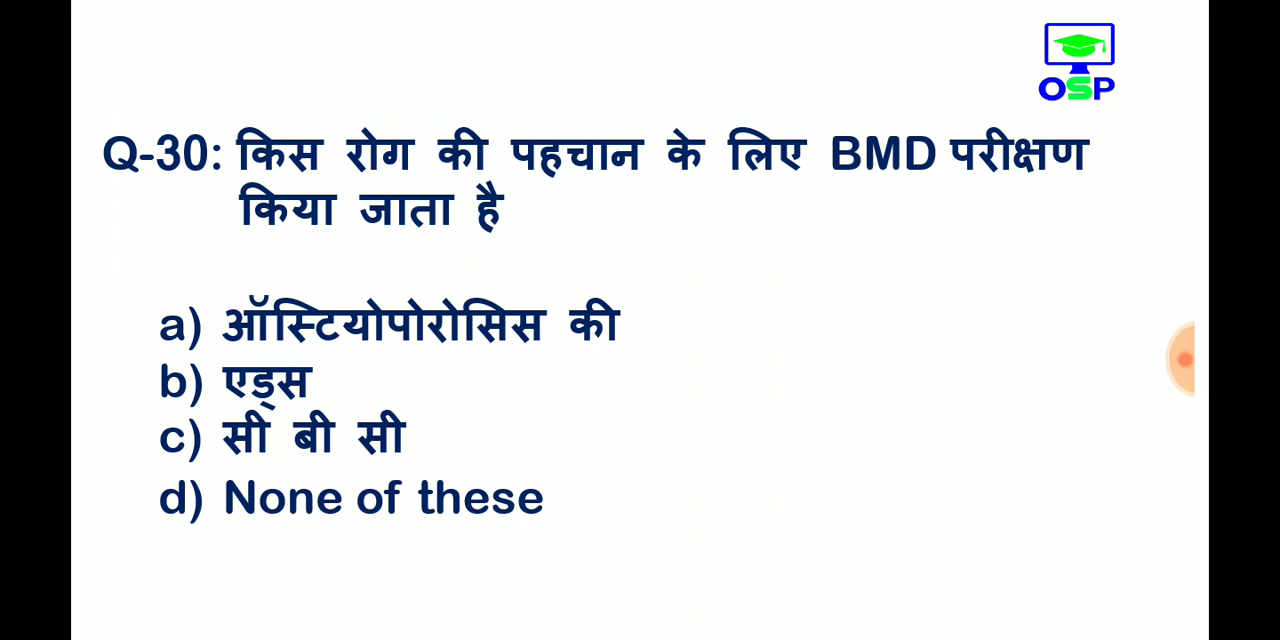 OSP
Q-30: किस रोग की पहचान के लिए BMD परीक्षण
किया जाता है
a) ऑस्टियोपोरोसिस की
b) एड्स
c) सी बी सी
d) None of these